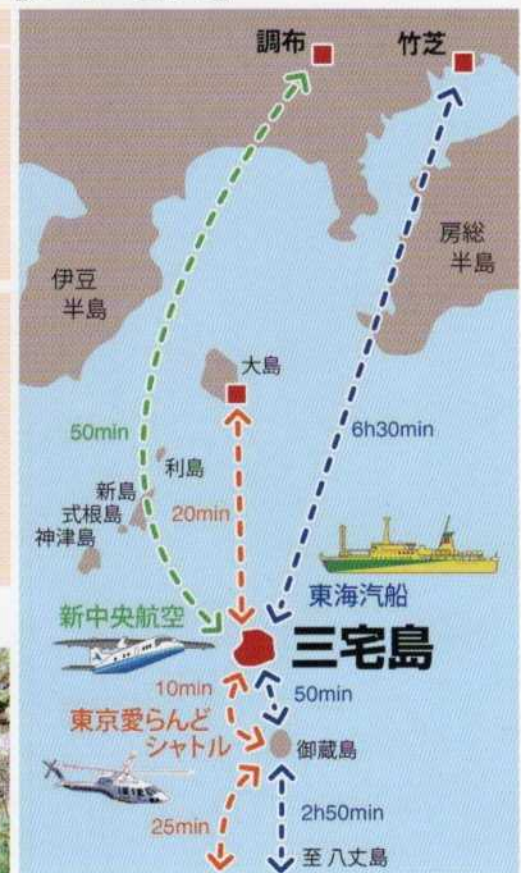 調布
竹芝
房総
半島
伊豆
半島
大島
50min
6h30min
利島
新島
20min
式根島
神津島
東海汽船
新中央航空
三宅島
10min
50min
東京愛らんど
シャトル
御蔵島
25min
2h50min
至 八丈島